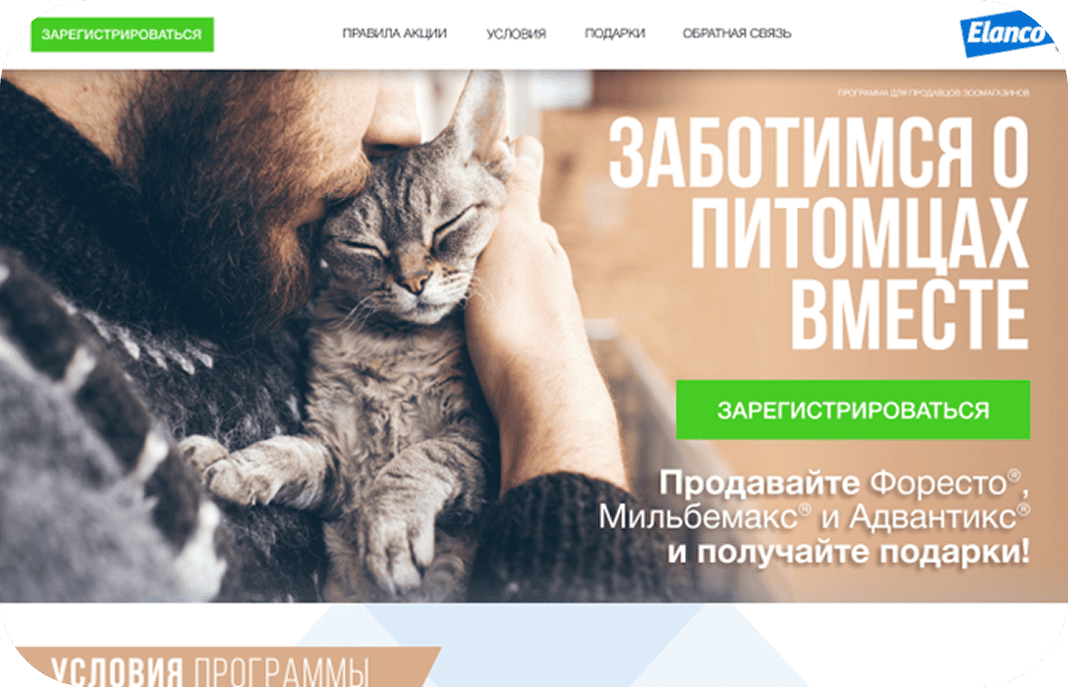 ЗАРЕГИСТРИРОВАТЬСЯ
ПРАВИЛА АКЦИИ
УСЛОВИЯ
ПОДАРКИ
ОБРАТНАЯ СВЯЗЬ
Elanco
ПРОГРАММА ДЛЯ ПРОДАВЦОВ ЗООМАГАЗИНОВ
ЗАБОТИМСЯ О
ПИТОМЦАХ
ВМЕСТЕ
ЗАРЕГИСТРИРОВАТЬСЯ
Продавайте Форесто®,
Мильбемакс® и Адвантикс®
и получайте подарки!
УСЛОВИЯ ПРОГРАММЫ